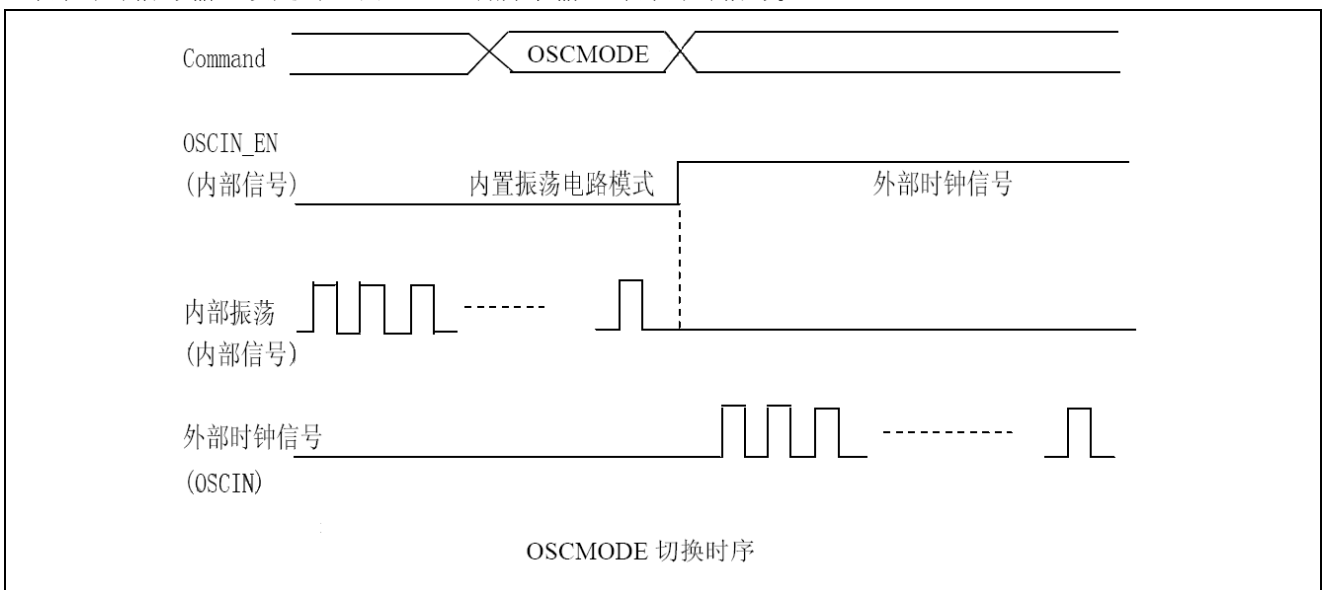 Command
OSCMODE
OSCIN_EN
(内部信号)
内置振荡电路模式
外部时钟信号
内部振荡
(内部信号)
外部时钟信号
(OSCIN)
OSCMODE 切换时序